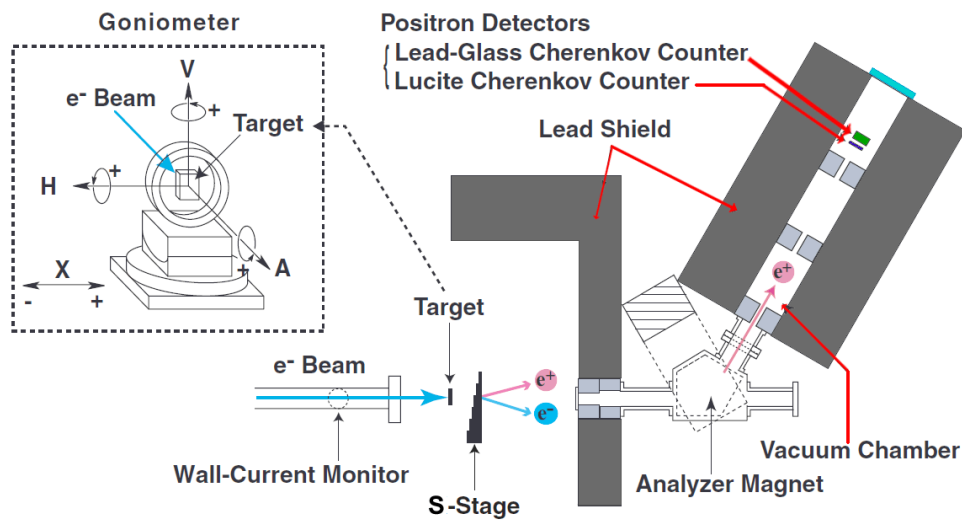 Goniometer
V
e- Beam
+
Target
H
+
A
+
X
-
+
Positron Detectors
{ Lead-Glass Cherenkov Counter
Lucite Cherenkov Counter
Lead Shield
Target
e- Beam
e+
e-
e+
Wall-Current Monitor
S-Stage
Analyzer Magnet
Vacuum Chamber